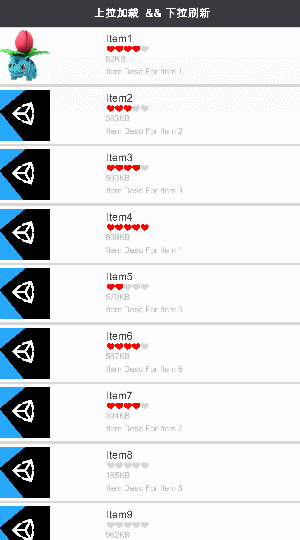 上拉加载 && 下拉刷新
Item1
82KB
Item Desc For Item 1
Item2
383KB
Item Desc For Item 2
Item3
503KB
Item Desc For Item 3
Item4
609KB
Item Desc For Item 4
Item5
679KB
Item Desc For Item 5
Item6
567KB
Item Desc For Item 6
Item7
394KB
Item Desc For Item 7
Item8
165KB
Item Desc For Item 8
Item9
962KB